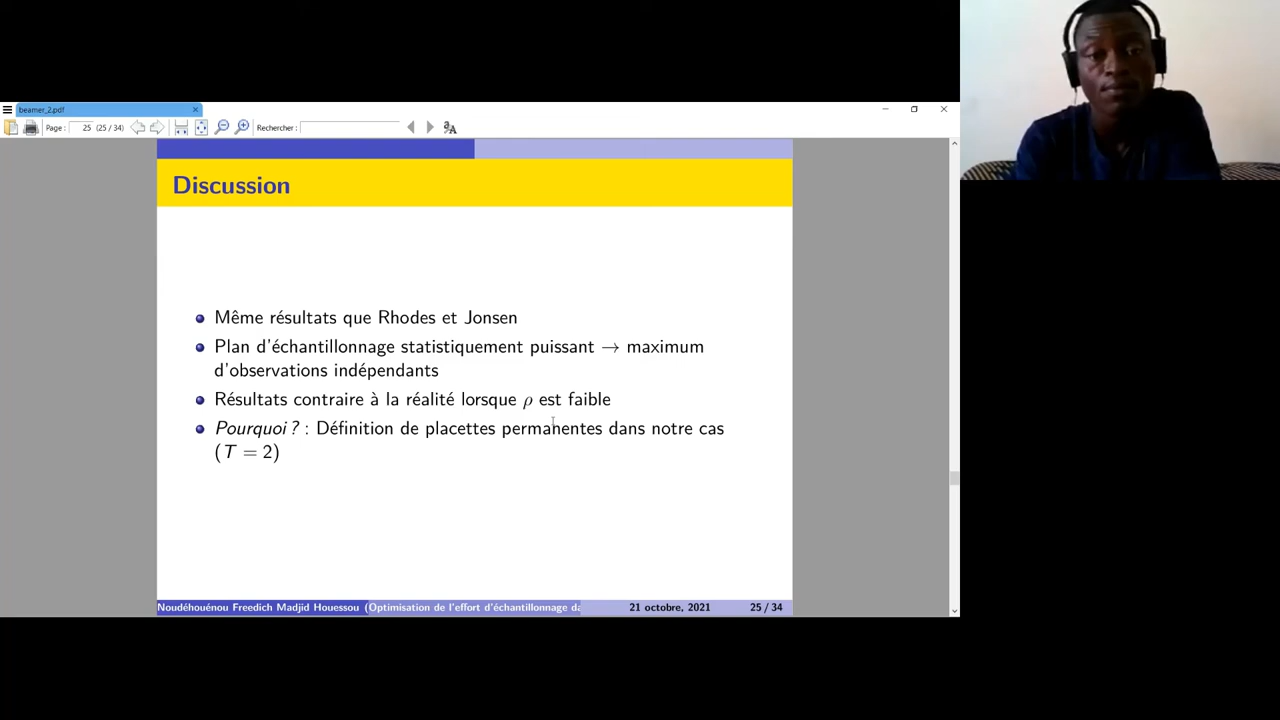 beamer_2.pdf
Page : 25 (25 / 34) Rechercher :
Discussion
Même résultats que Rhodes et Jonsen
Plan d'échantillonnage statistiquement puissant → maximum
d'observations indépendants
Résultats contraire à la réalité lorsque ρ est faible
Pourquoi ? : Définition de placettes permanentes dans notre cas
(T = 2)
Noudéhouénou Freedich Madjid Houessou (Optimisation de l'effort d'échantillonnage da 21 octobre, 2021 25 / 34